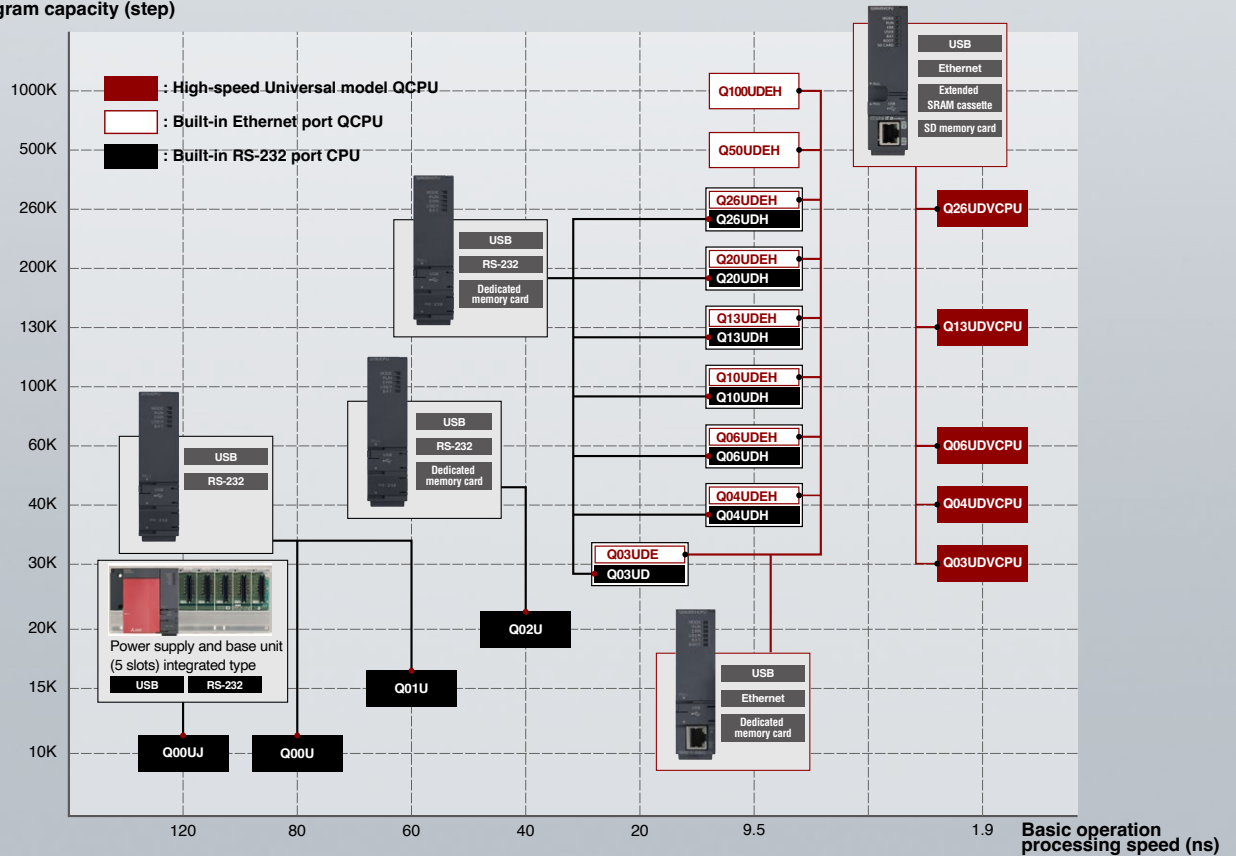 gram capacity (step)
1000K
500K
260K
200K
130K
100K
60K
40K
30K
20K
15K
10K
: High-speed Universal model QCPU
: Built-in Ethernet port QCPU
: Built-in RS-232 port CPU
USB
Ethernet
Extended
SRAM cassette
SD memory card
Q100UDEH
Q50UDEH
Q26UDEH
Q26UDH
Q20UDEH
Q20UDH
Q13UDEH
Q13UDH
Q10UDEH
Q10UDH
Q06UDEH
Q06UDH
Q04UDEH
Q04UDH
Q03UDE
Q03UD
Q26UDVCPU
Q13UDVCPU
Q06UDVCPU
Q04UDVCPU
Q03UDVCPU
USB
RS-232
Dedicated
memory card
USB
RS-232
Dedicated
memory card
USB
RS-232
Power supply and base unit
(5 slots) integrated type
USB RS-232
USB
Ethernet
Dedicated
memory card
Q02U
Q01U
Q00UJ
Q00U
120 80 60 40 20 9.5 1.9
Basic operation
processing speed (ns)